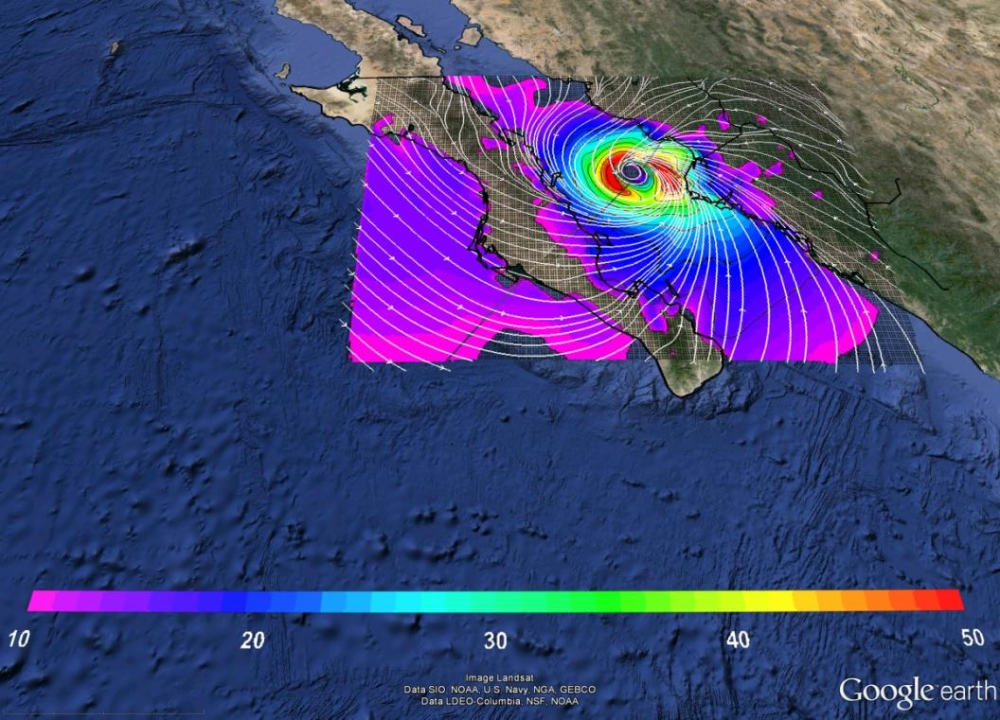 10 20 30 40 50
Image Landsat
Data SIO, NOAA, U.S. Navy, NGA, GEBCO
Data LDEO-Columbia, NSF, NOAA
Google earth